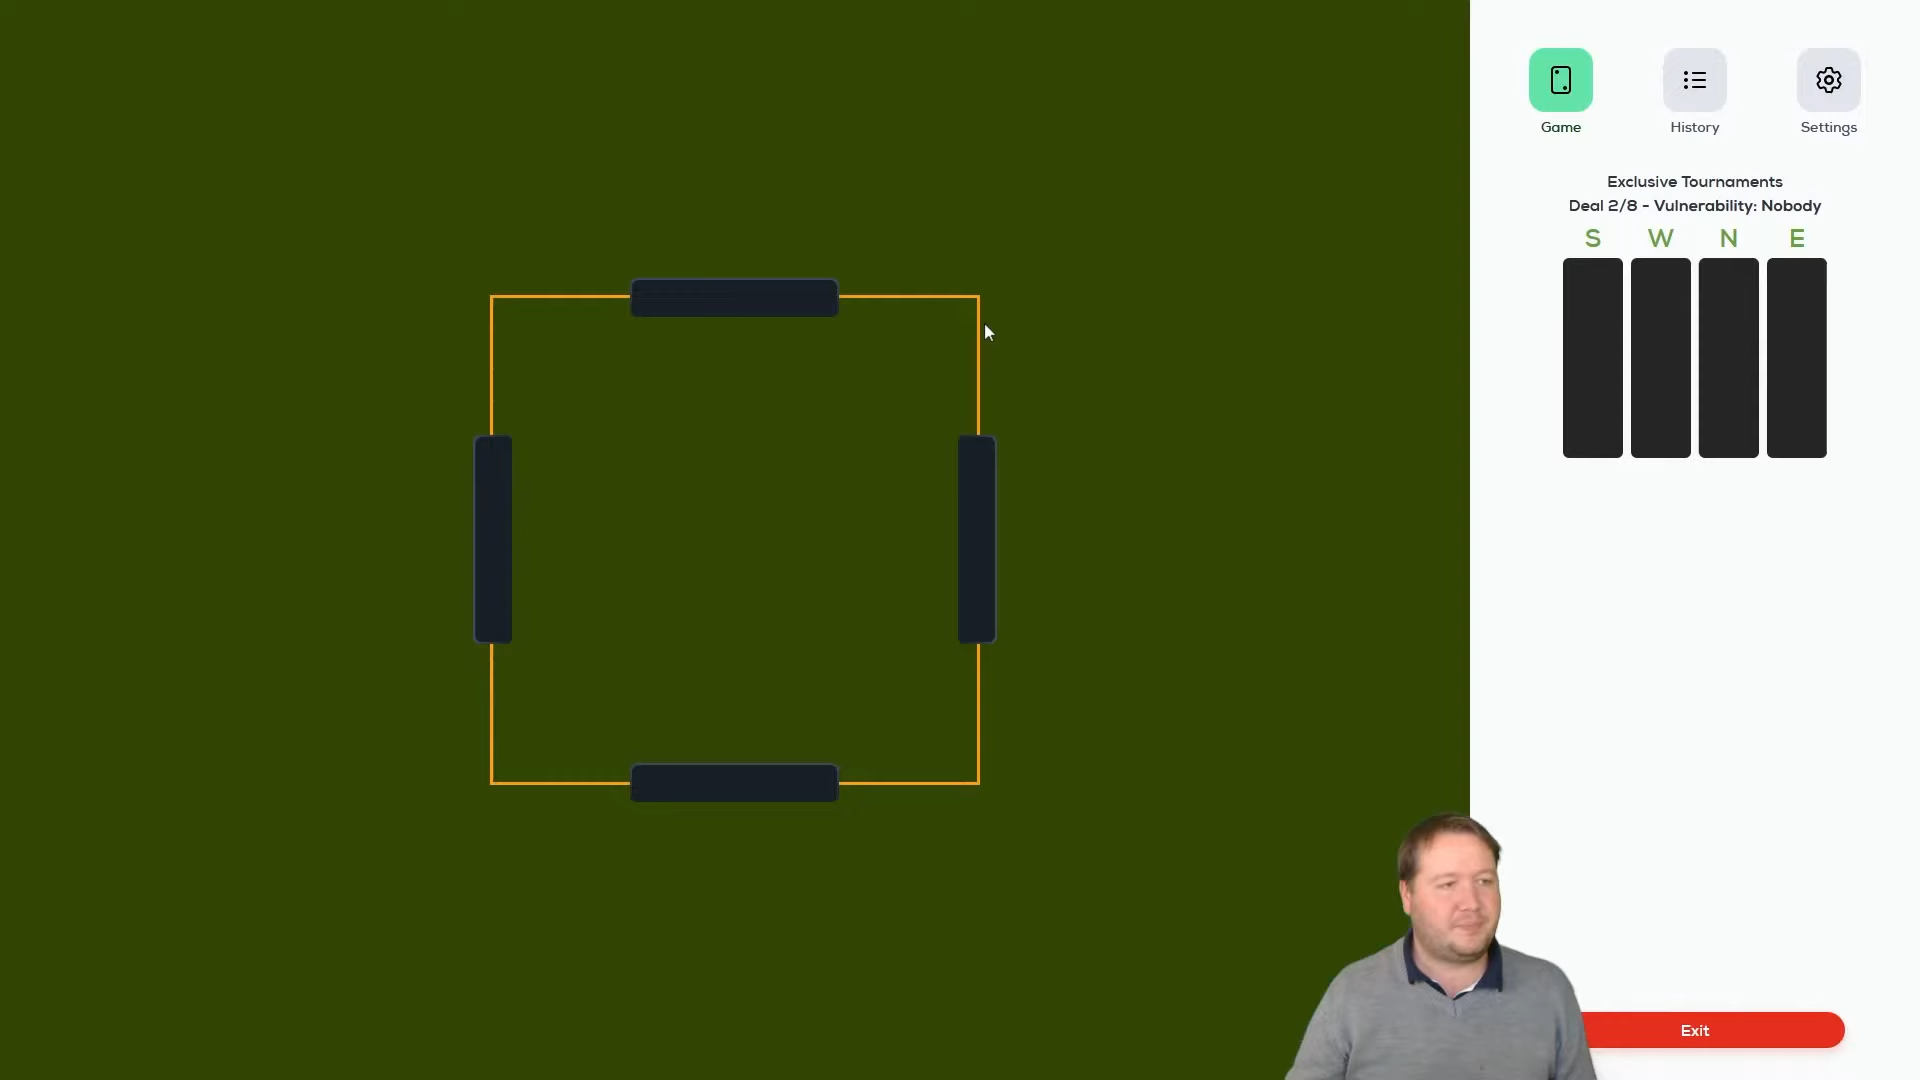 Game
History
Settings
Exclusive Tournaments
Deal 2/8 - Vulnerability: Nobody
S W N E
Exit